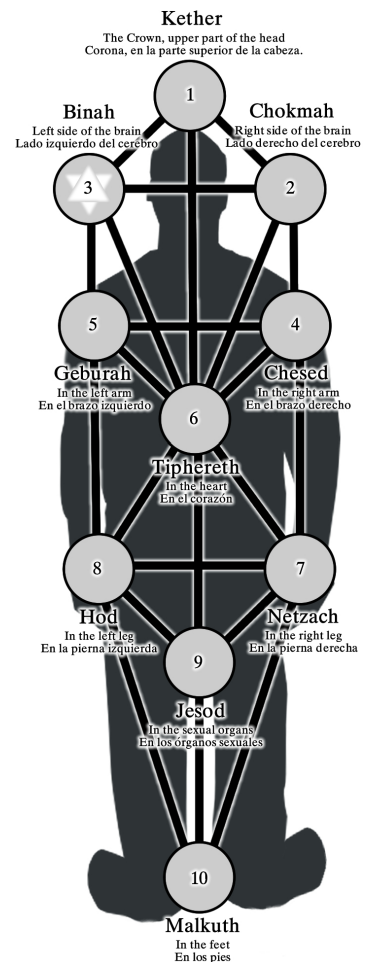 Kether
The Crown, upper part of the head
Corona, en la parte superior de la cabeza.
1
Binah
Left side of the brain
Lado izquierdo del cerebro
Chokmah
Right side of the brain
Lado derecho del cerebro
3
2
5
4
Geburah
In the left arm
En el brazo izquierdo
Chesed
In the right arm
En el brazo derecho
6
Tiphereth
In the heart
En el corazón
8
7
Hod
In the left leg
En la pierna izquierda
Netzach
In the right leg
En la pierna derecha
9
Jesod
In the sexual organs
En los órganos sexuales
10
Malkuth
In the feet
En los pies